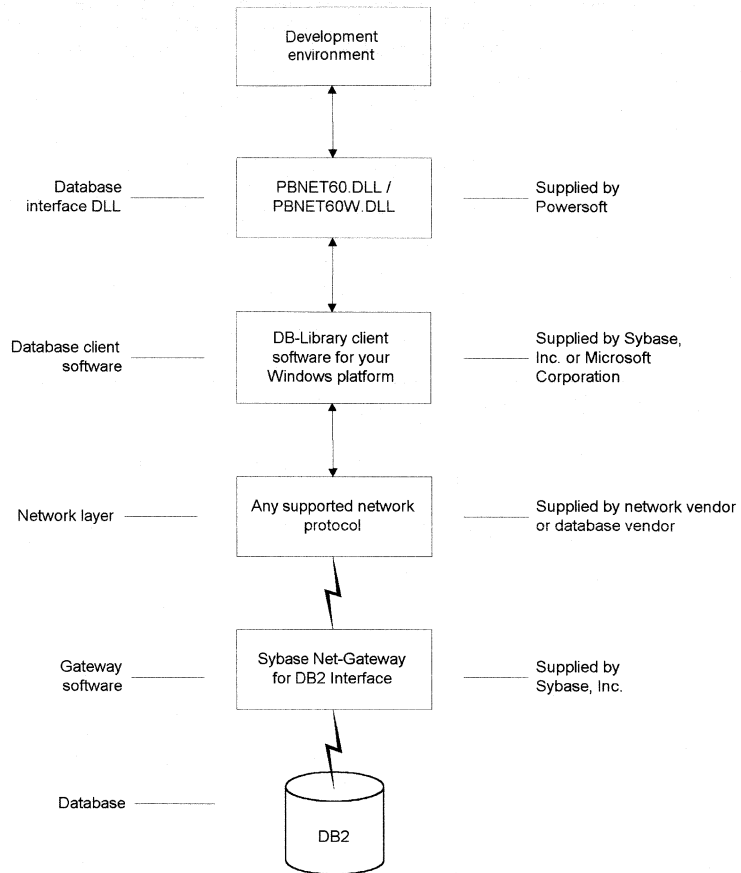 Development
environment
Database
interface DLL
PBNET60.DLL /
PBNET60W.DLL
Supplied by
Powersoft
Database client
software
DB-Library client
software for your
Windows platform
Supplied by Sybase,
Inc. or Microsoft
Corporation
Network layer
Any supported network
protocol
Supplied by network vendor
or database vendor
Gateway
software
Sybase Net-Gateway
for DB2 Interface
Supplied by
Sybase, Inc.
Database
DB2